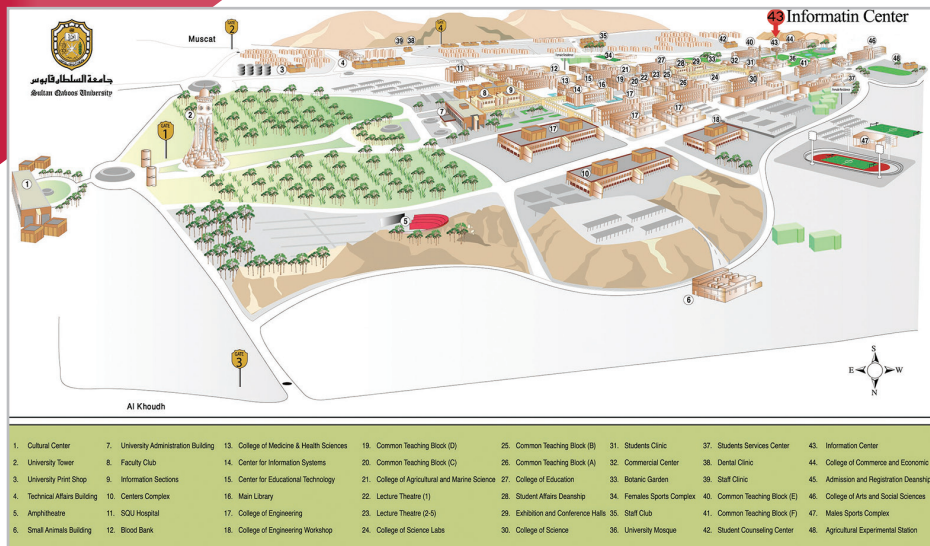 43 Informatin Center
GATE
2
GATE
4
Muscat
جامعة السلطان قابوس
Sultan Qaboos University
GATE
1
GATE
3
Al Khoudh
S
E W
N
1. Cultural Center
2. University Tower
3. University Print Shop
4. Technical Affairs Building
5. Amphitheatre
6. Small Animals Building
7. University Administration Building
8. Faculty Club
9. Information Sections
10. Centers Complex
11. SQU Hospital
12. Blood Bank
13. College of Medicine & Health Sciences
14. Center for Information Systems
15. Center for Educational Technology
16. Main Library
17. College of Engineering
18. College of Engineering Workshop
19. Common Teaching Block (D)
20. Common Teaching Block (C)
21. College of Agricultural and Marine Science
22. Lecture Theatre (1)
23. Lecture Theatre (2-5)
24. College of Science Labs
25. Common Teaching Block (B)
26. Common Teaching Block (A)
27. College of Education
28. Student Affairs Deanship
29. Exhibition and Conference Halls
30. College of Science
31. Students Clinic
32. Commercial Center
33. Botanic Garden
34. Females Sports Complex
35. Staff Club
36. University Mosque
37. Students Services Center
38. Dental Clinic
39. Staff Clinic
40. Common Teaching Block (E)
41. Common Teaching Block (F)
42. Student Counseling Center
43. Information Center
44. College of Commerce and Economic
45. Admission and Registration Deanship
46. College of Arts and Social Sciences
47. Males Sports Complex
48. Agricultural Experimental Station